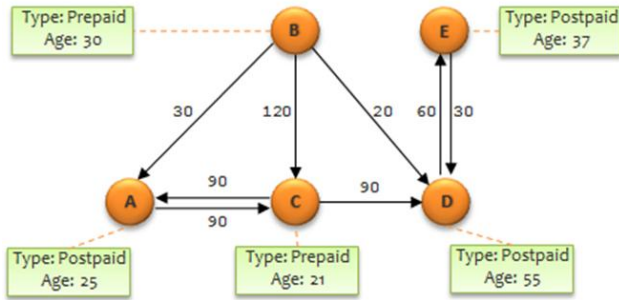 Type: Prepaid
Age: 30
B
E
Type: Postpaid
Age: 37
30
120
20
60
30
90
90
90
A
C
D
Type: Postpaid
Age: 25
Type: Prepaid
Age: 21
Type: Postpaid
Age: 55